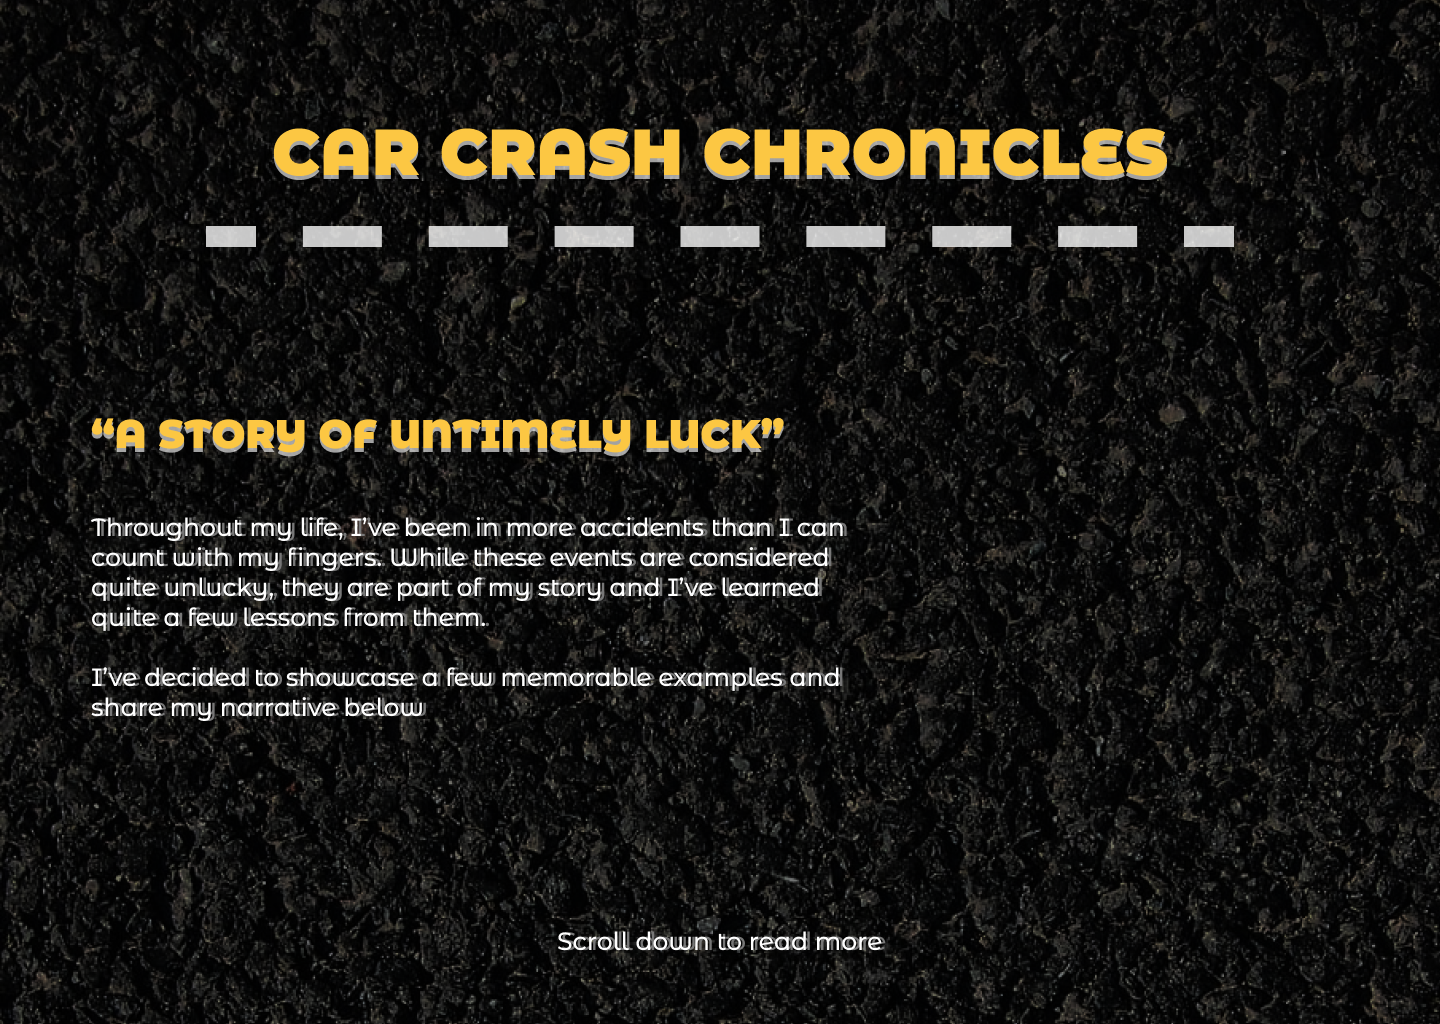 CAR CRASH CHRONICLES
“A STORY OF UNTIMELY LUCK”
Throughout my life, I’ve been in more accidents than I can
count with my fingers. While these events are considered
quite unlucky, they are part of my story and I’ve learned
quite a few lessons from them.
I’ve decided to showcase a few memorable examples and
share my narrative below
Scroll down to read more